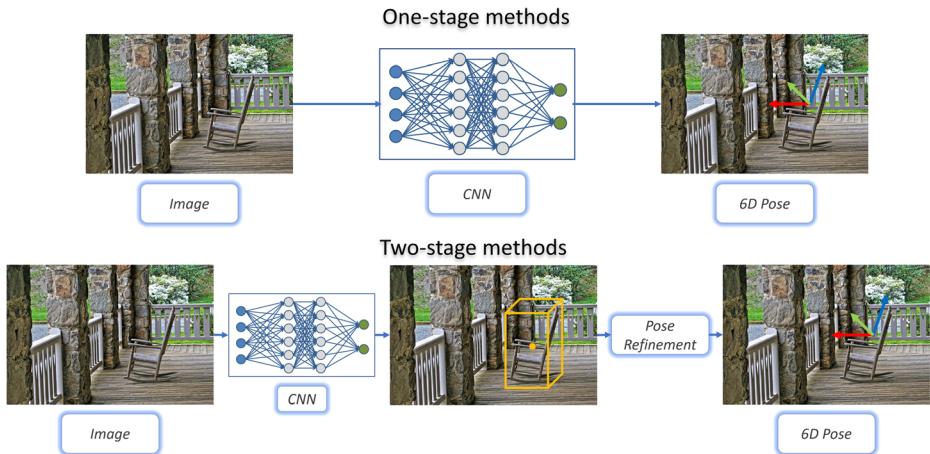 One-stage methods
Image
CNN
6D Pose
Two-stage methods
Pose
Refinement
CNN
Image
6D Pose